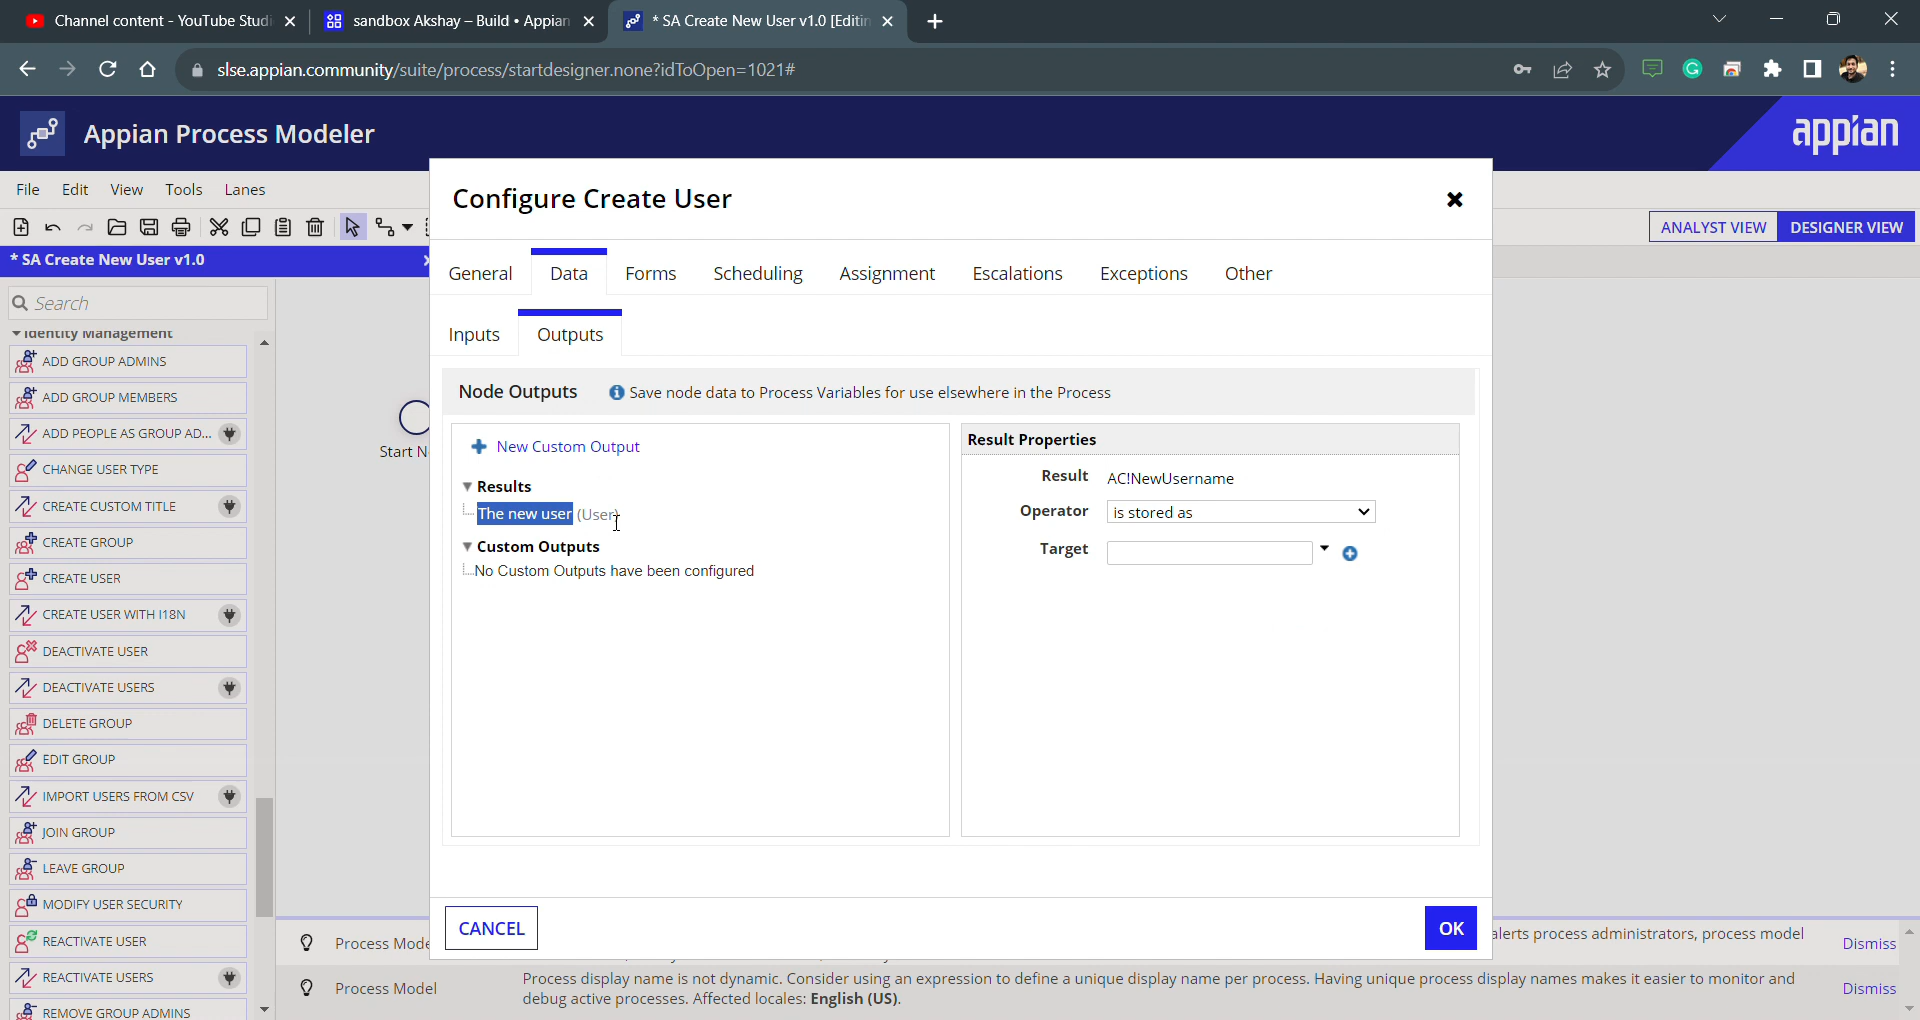 Channel content - YouTube Studi
sandbox Akshay – Build • Appian
* SA Create New User v1.0 [Editin
slse.appian.community/suite/process/startdesigner.none?idToOpen=1021#
Appian Process Modeler
appian
File Edit View Tools Lanes
ANALYST VIEW DESIGNER VIEW
* SA Create New User v1.0
Search
Identity Management
ADD GROUP ADMINS
ADD GROUP MEMBERS
ADD PEOPLE AS GROUP AD...
CHANGE USER TYPE
CREATE CUSTOM TITLE
CREATE GROUP
CREATE USER
CREATE USER WITH I18N
DEACTIVATE USER
DEACTIVATE USERS
DELETE GROUP
EDIT GROUP
IMPORT USERS FROM CSV
JOIN GROUP
LEAVE GROUP
MODIFY USER SECURITY
REACTIVATE USER
REACTIVATE USERS
REMOVE GROUP ADMINS
Start N
Configure Create User
General Data Forms Scheduling Assignment Escalations Exceptions Other
Inputs Outputs
Node Outputs Save node data to Process Variables for use elsewhere in the Process
New Custom Output
Results
The new user (User)
Custom Outputs
No Custom Outputs have been configured
Result Properties
Result AC!NewUsername
Operator is stored as
Target
CANCEL OK
Process Mode
alerts process administrators, process model
Dismiss
Process Model
Process display name is not dynamic. Consider using an expression to define a unique display name per process. Having unique process display names makes it easier to monitor and
debug active processes. Affected locales: English (US).
Dismiss